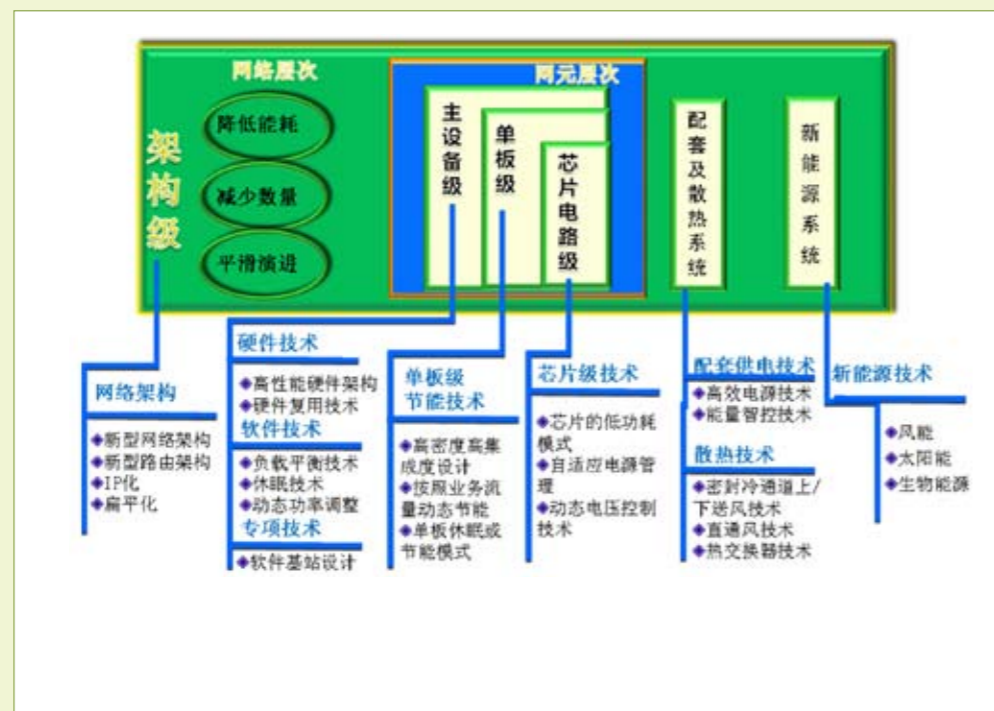 网络层次
网元层次
架构级
降低能耗
减少数量
平滑演进
主设备级
单板级
芯片电路级
配套及散热系统
新能源系统
网络架构
◆新型网络架构
◆新型路由架构
◆IP化
◆扁平化
硬件技术
◆高性能硬件架构
◆硬件复用技术
软件技术
◆负载平衡技术
◆休眠技术
◆动态功率调整
专项技术
◆软件基站设计
单板级
节能技术
◆高密度高集
成度设计
◆按照业务流
量动态节能
◆单板休眠或
节能模式
芯片级技术
◆芯片的低功耗
模式
◆自适应电源管
理
◆动态电压控制
技术
配套供电技术
◆高效电源技术
◆能量智控技术
散热技术
◆密封冷通道上/
下送风技术
◆直通风技术
◆热交换器技术
新能源技术
◆风能
◆太阳能
◆生物能源